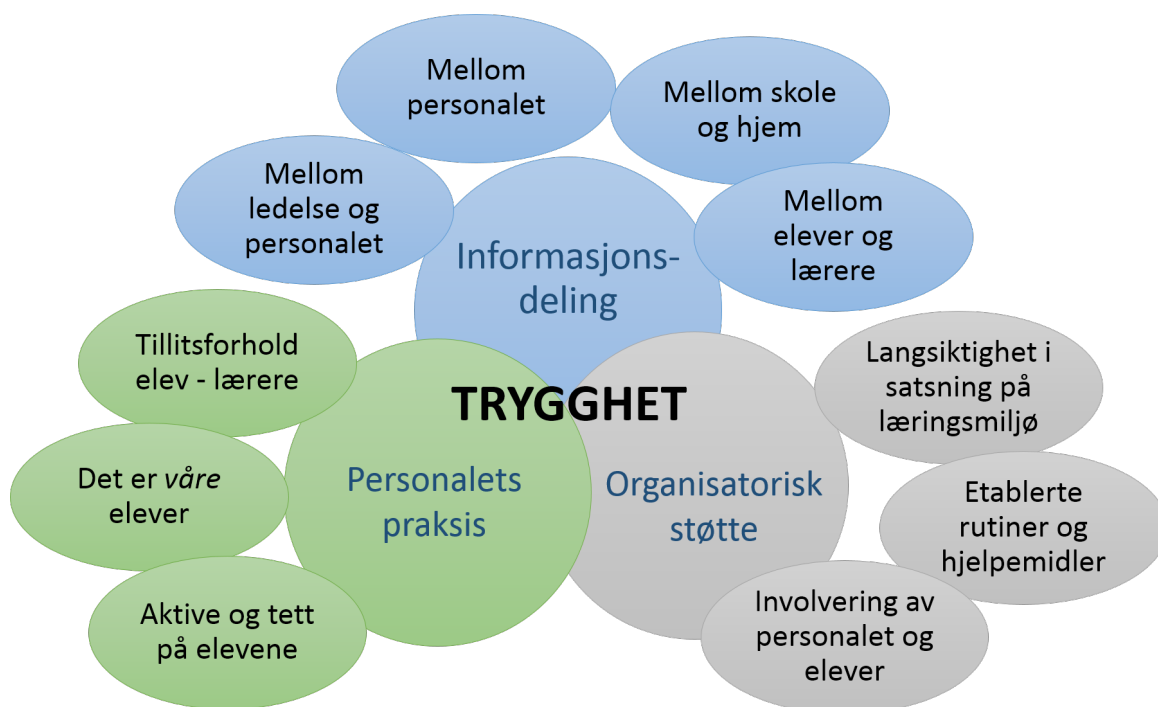 Mellom
personalet
Mellom skole
og hjem
Mellom
ledelse og
personalet
Mellom
elever og
lærere
Informasjons-
deling
Tillitsforhold
elev - lærere
Langsiktighet i
satsning på
læringsmiljø
TRYGGHET
Det er våre
elever
Personalets
praksis
Organisatorisk
støtte
Etablerte
rutiner og
hjelpemidler
Aktive og tett
på elevene
Involvering av
personalet og
elever